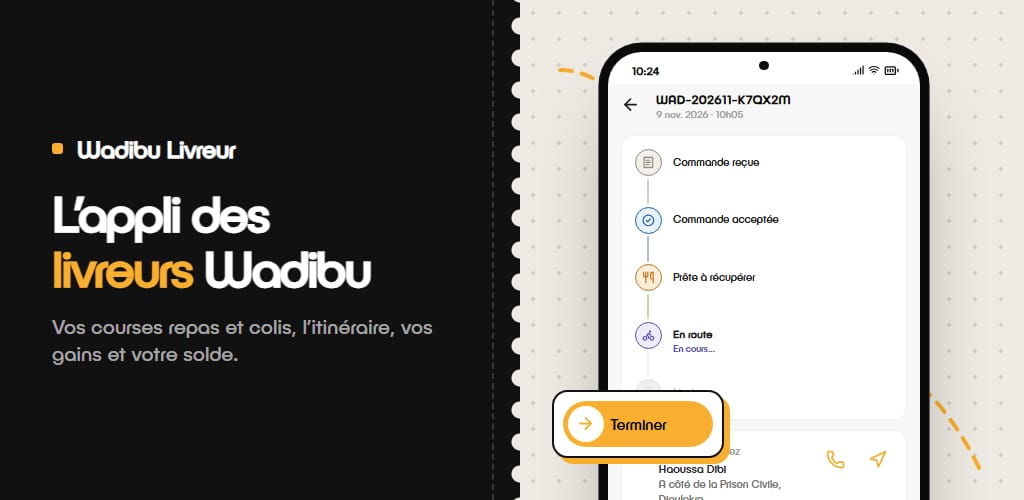 Wadibu Livreur
L'appli des
livreurs Wadibu
Vos courses repas et colis, l'itinéraire, vos
gains et votre solde.
10:24
WAD-202611-K7QX2M
9 nov. 2026 · 10h05
Commande reçue
Commande acceptée
Prête à récupérer
En route
En cours...
Terminer
Haoussa Dibi
A côté de la Prison Civile,